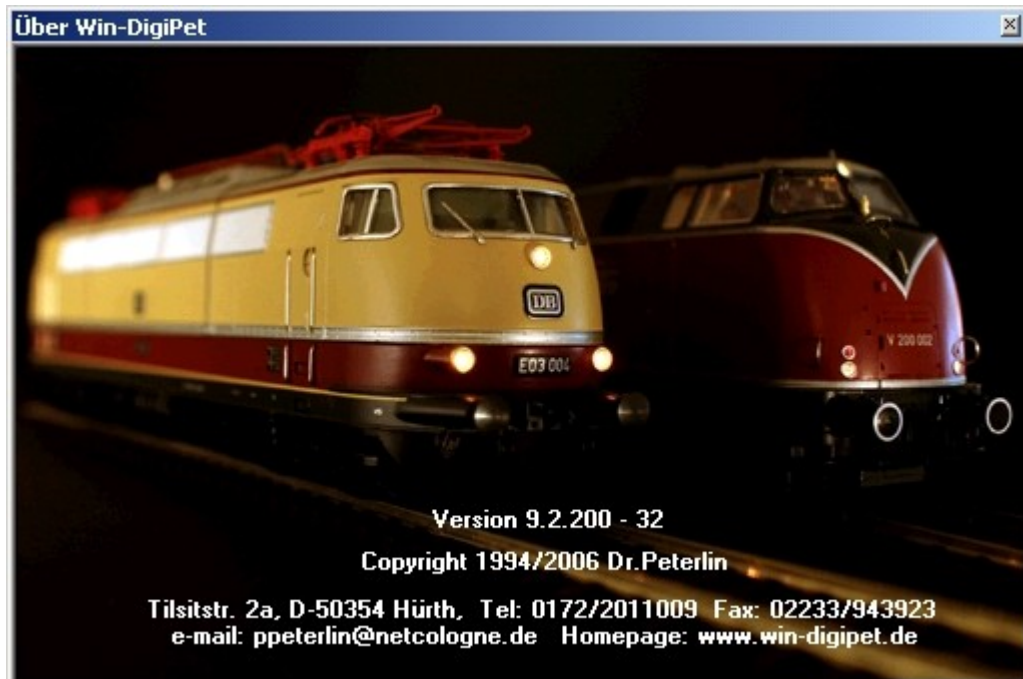 Über Win-DigiPet
DB
E03 004
V 200 002
Version 9.2.200 - 32
Copyright 1994/2006 Dr.Peterlin
Tilsitstr. 2a, D-50354 Hürth, Tel: 0172/2011009 Fax: 02233/943923
e-mail: ppeterlin@netcologne.de Homepage: www.win-digipet.de